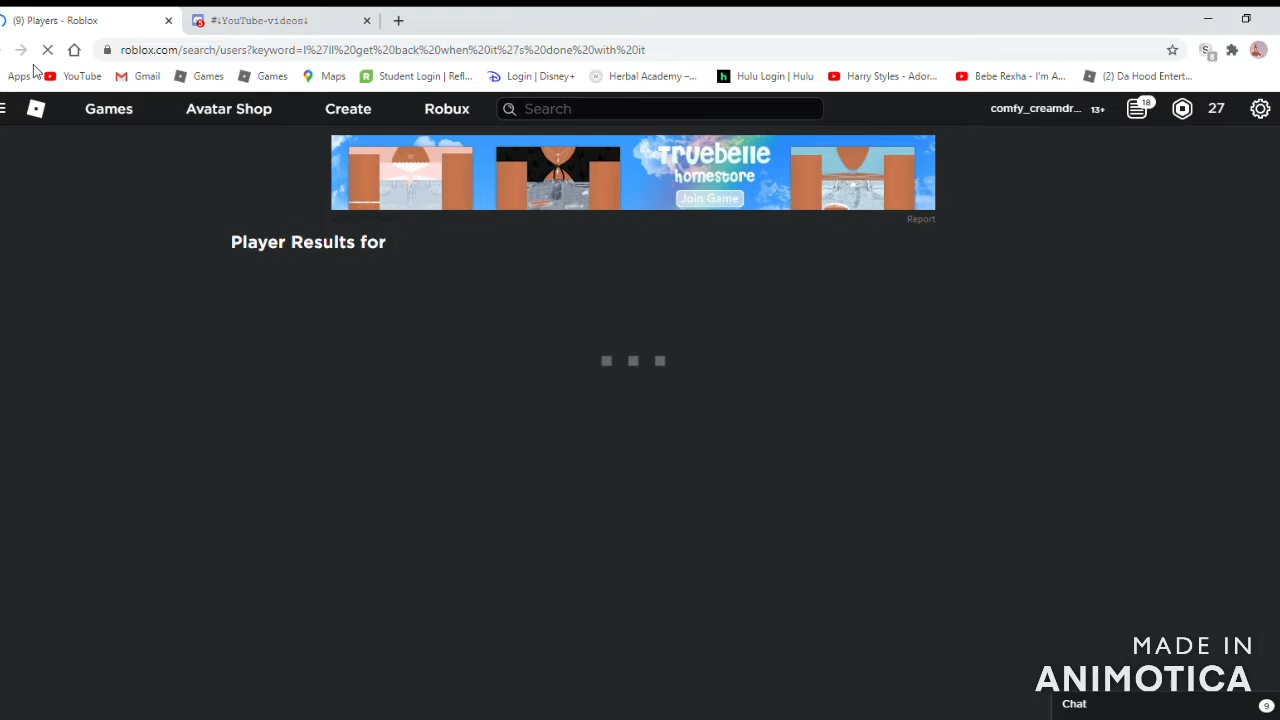 (9) Players - Roblox
#↓YouTube-videos↓
roblox.com/search/users?keyword=I%27ll%20get%20back%20when%20it%27s%20done%20with%20it
Apps YouTube Gmail Games Games Maps Student Login | Refl... Login | Disney+ Herbal Academy –... Hulu Login | Hulu Harry Styles - Ador... Bebe Rexha - I'm A... (2) Da Hood Entert...
Games Avatar Shop Create Robux Search comfy_creamdr... 13+ 18 27
Truebelle
homestore
Join Game
Report
Player Results for
MADE IN
ANIMOTICA
Chat 9